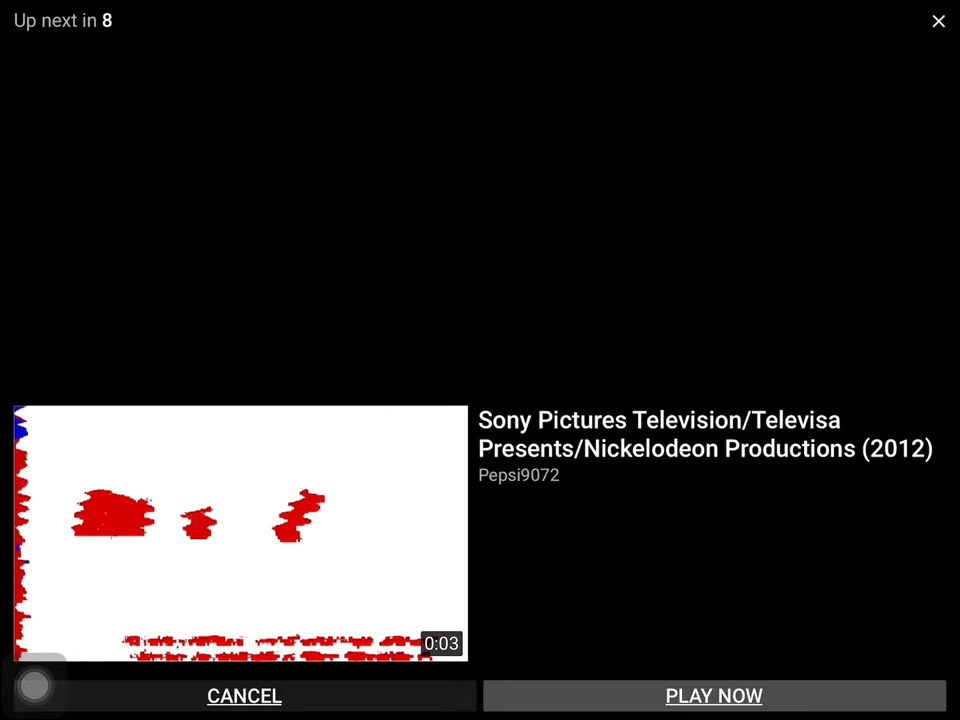 Up next in 8
Sony Pictures Television/Televisa
Presents/Nickelodeon Productions (2012)
Pepsi9072
0:03
CANCEL
PLAY NOW